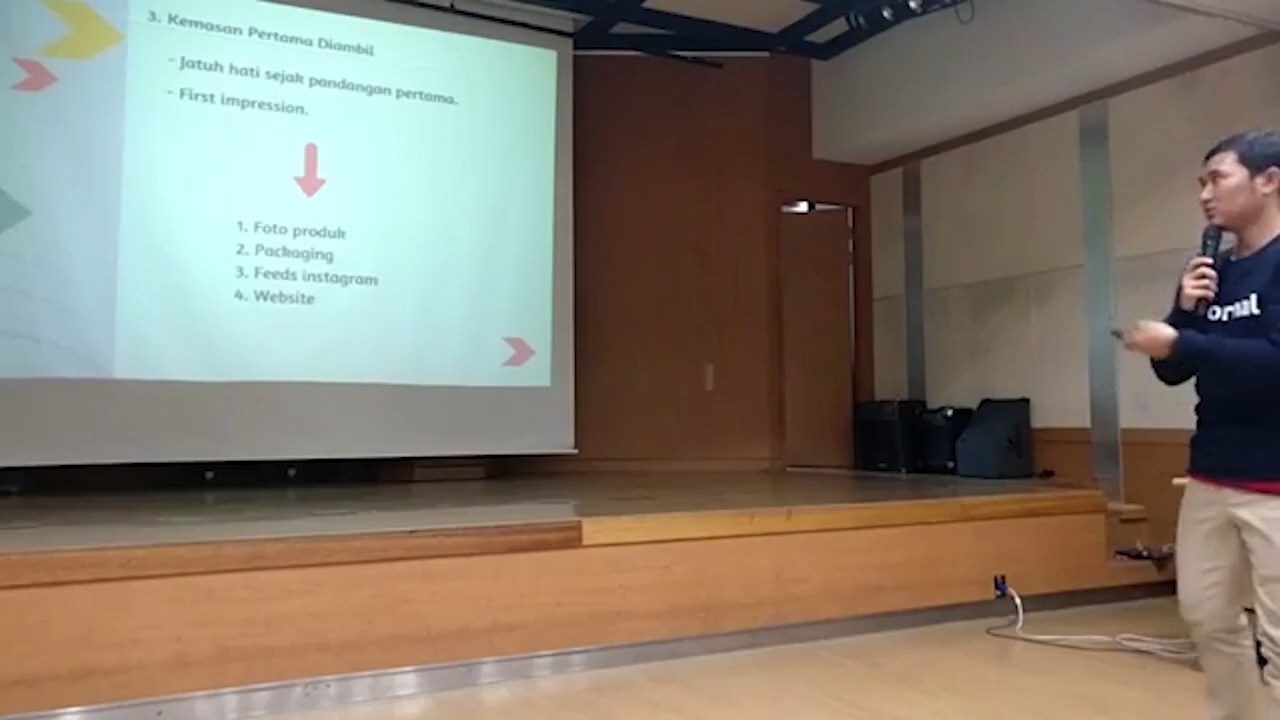 3. Kemasan Pertama Diambil
- Jatuh hati sejak pandangan pertama.
- First impression.
1. Foto produk
2. Packaging
3. Feeds instagram
4. Website